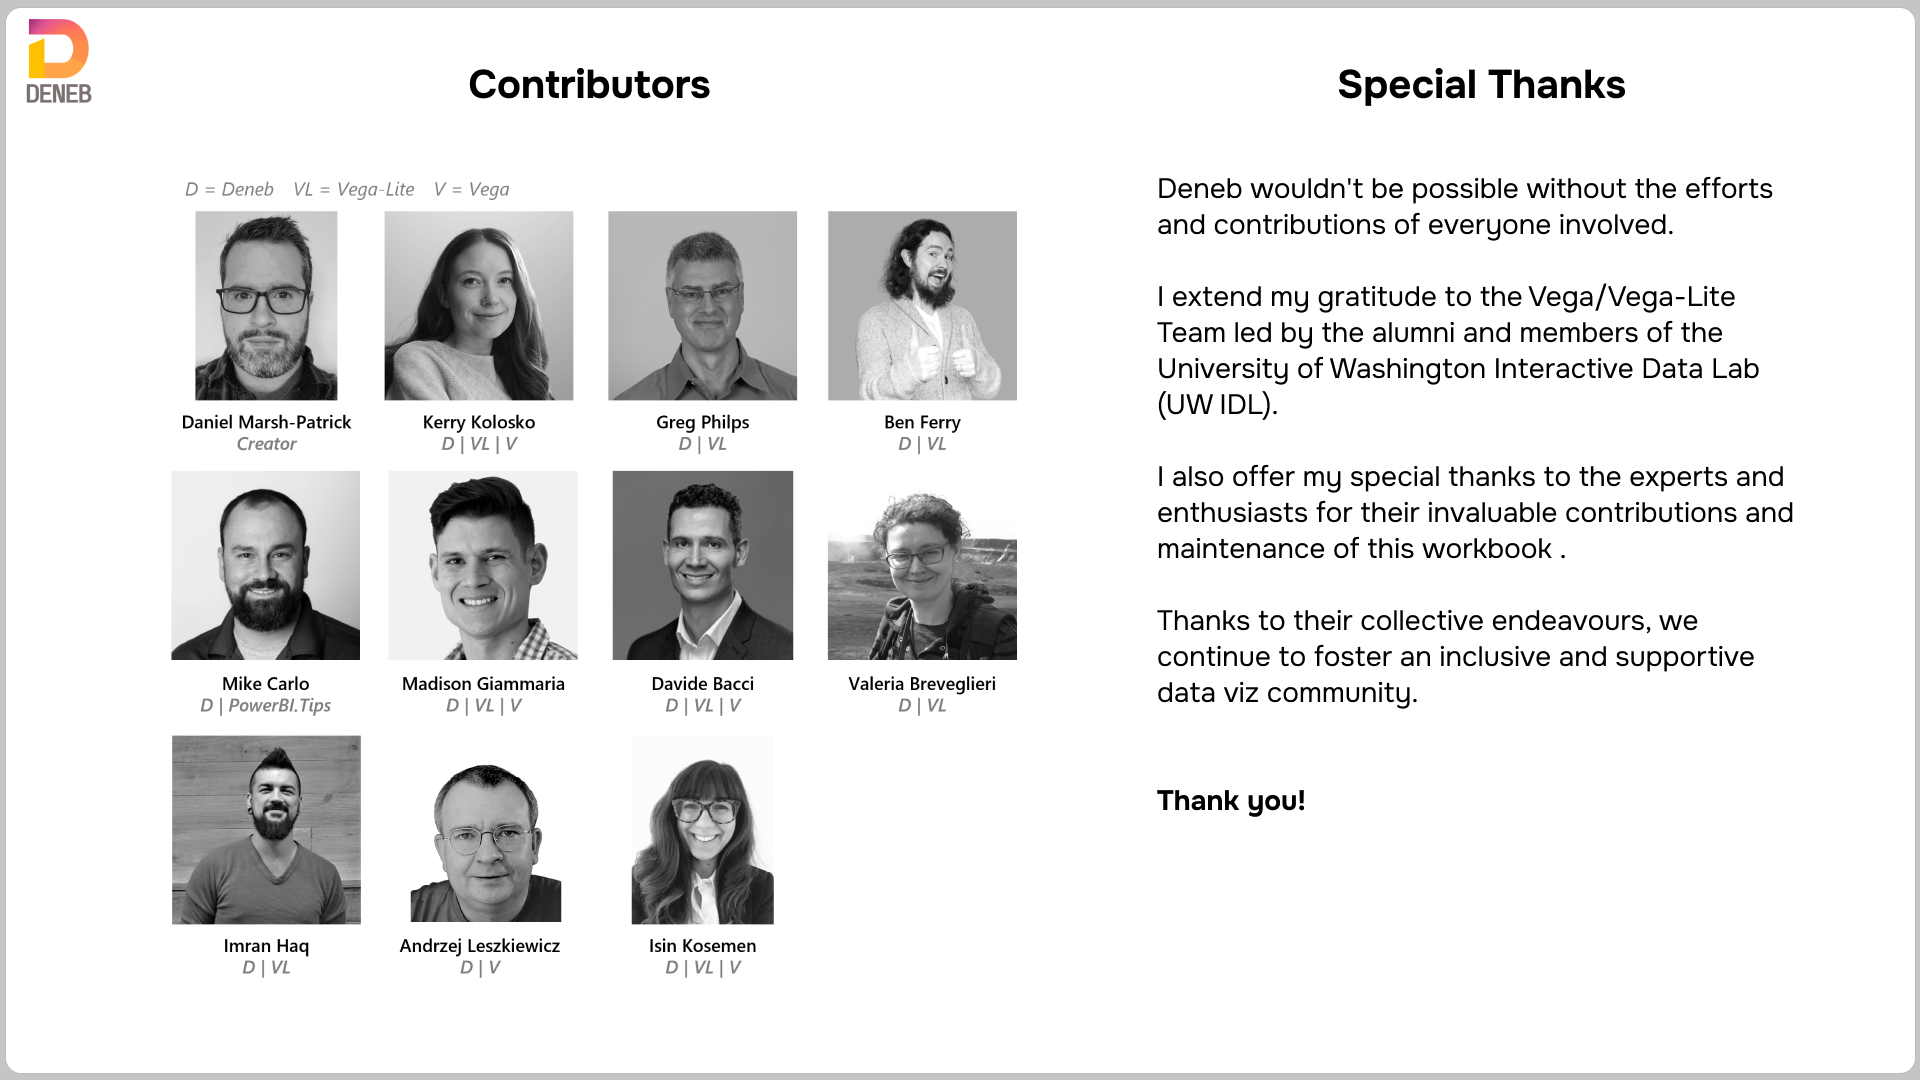 DENEB
Contributors
D = Deneb VL = Vega-Lite V = Vega
Daniel Marsh-Patrick
Creator
Kerry Kolosko
D | VL | V
Greg Philps
D | VL
Ben Ferry
D | VL
Mike Carlo
D | PowerBI.Tips
Madison Giammaria
D | VL | V
Davide Bacci
D | VL | V
Valeria Breveglieri
D | VL
Imran Haq
D | VL
Andrzej Leszkiewicz
D | V
Isin Kosemen
D | VL | V
Special Thanks
Deneb wouldn't be possible without the efforts
and contributions of everyone involved.
I extend my gratitude to the Vega/Vega-Lite
Team led by the alumni and members of the
University of Washington Interactive Data Lab
(UW IDL).
I also offer my special thanks to the experts and
enthusiasts for their invaluable contributions and
maintenance of this workbook .
Thanks to their collective endeavours, we
continue to foster an inclusive and supportive
data viz community.
Thank you!